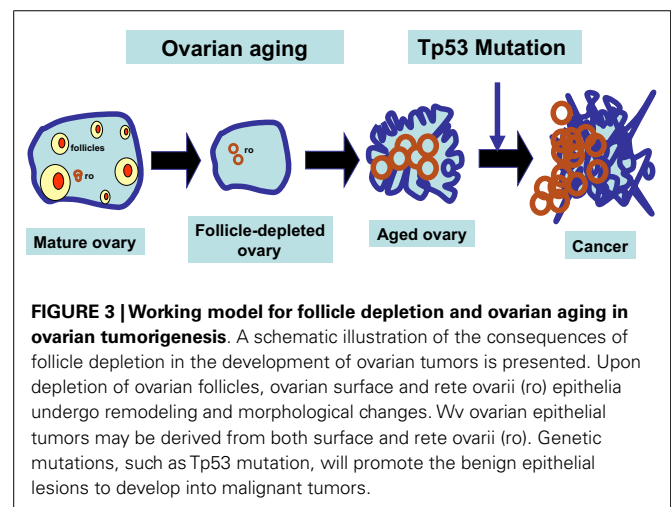 Ovarian aging
Tp53 Mutation
follicles
ro
ro
Mature ovary
Follicle-depleted
ovary
Aged ovary
Cancer
FIGURE 3 | Working model for follicle depletion and ovarian aging in
ovarian tumorigenesis. A schematic illustration of the consequences of
follicle depletion in the development of ovarian tumors is presented. Upon
depletion of ovarian follicles, ovarian surface and rete ovarii (ro) epithelia
undergo remodeling and morphological changes. Wv ovarian epithelial
tumors may be derived from both surface and rete ovarii (ro). Genetic
mutations, such as Tp53 mutation, will promote the benign epithelial
lesions to develop into malignant tumors.